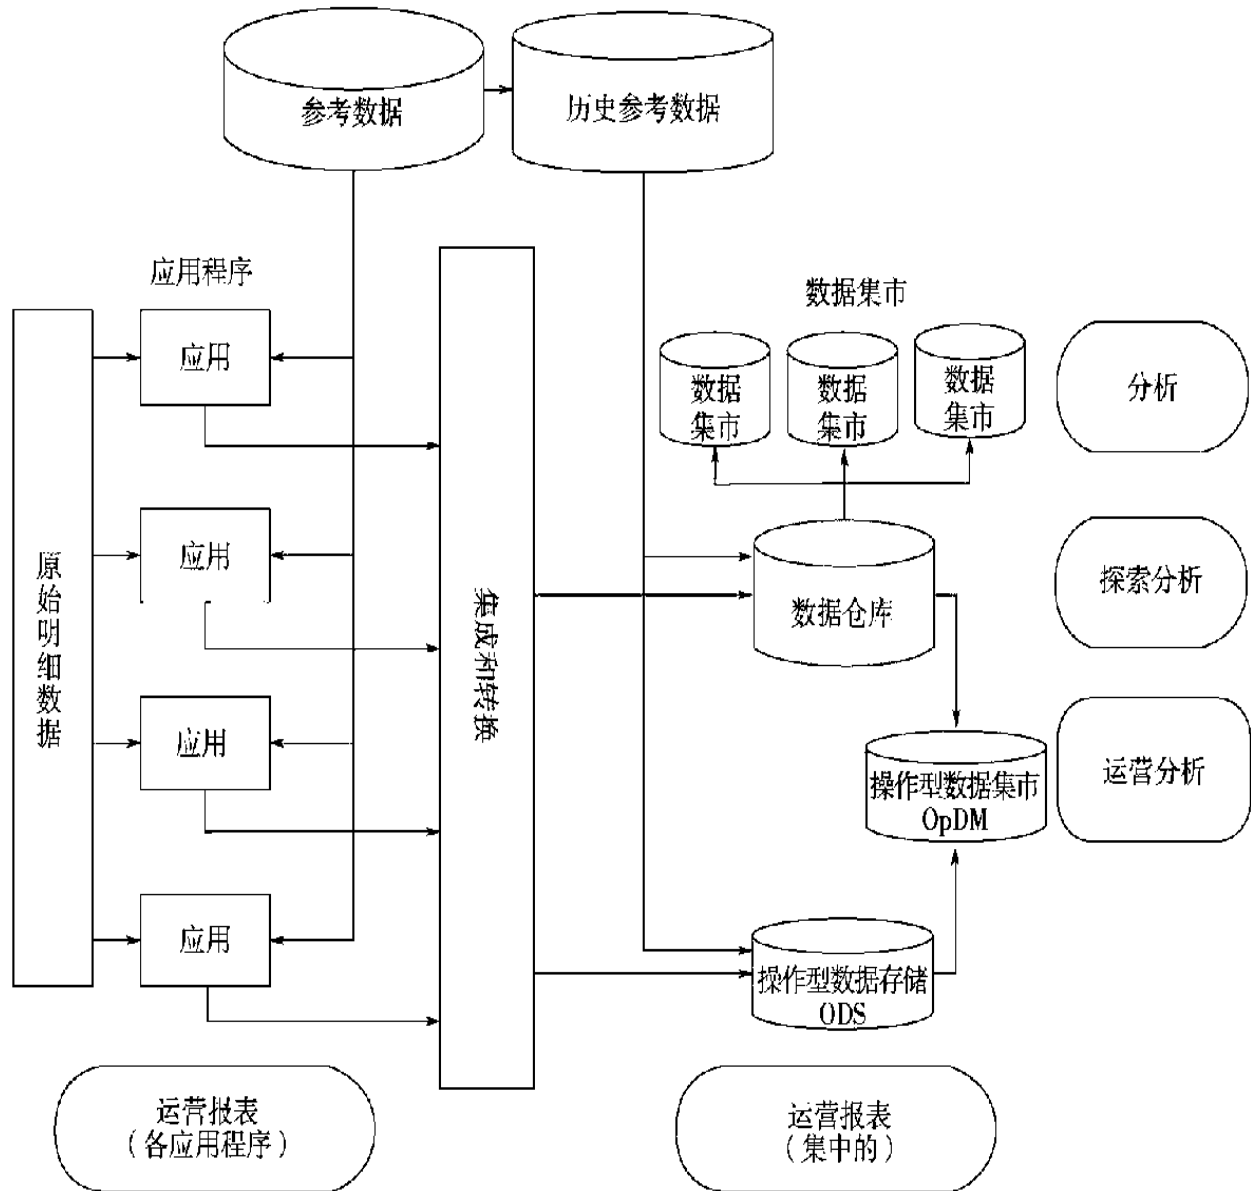 参考数据
历史参考数据
应用程序
数据集市
应用
数据
集市
数据
集市
数据
集市
分析
原始明细数据
应用
集成和转换
数据仓库
探索分析
应用
操作型数据集市
OpDM
运营分析
应用
操作型数据存储
ODS
运营报表
（各应用程序）
运营报表
（集中的）